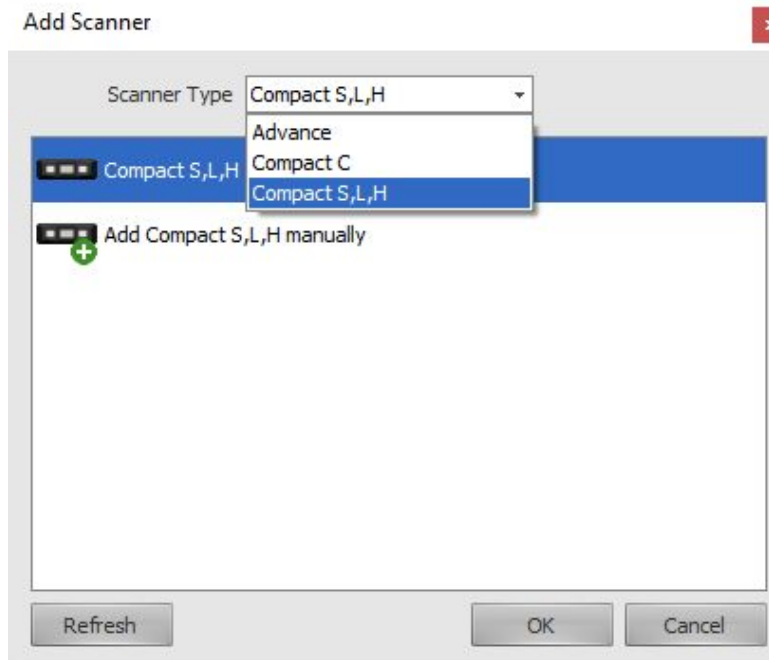 Add Scanner
Scanner Type Compact S,L,H
Advance
Compact C
Compact S,L,H
Compact S,L,H
Add Compact S,L,H manually
Refresh OK Cancel